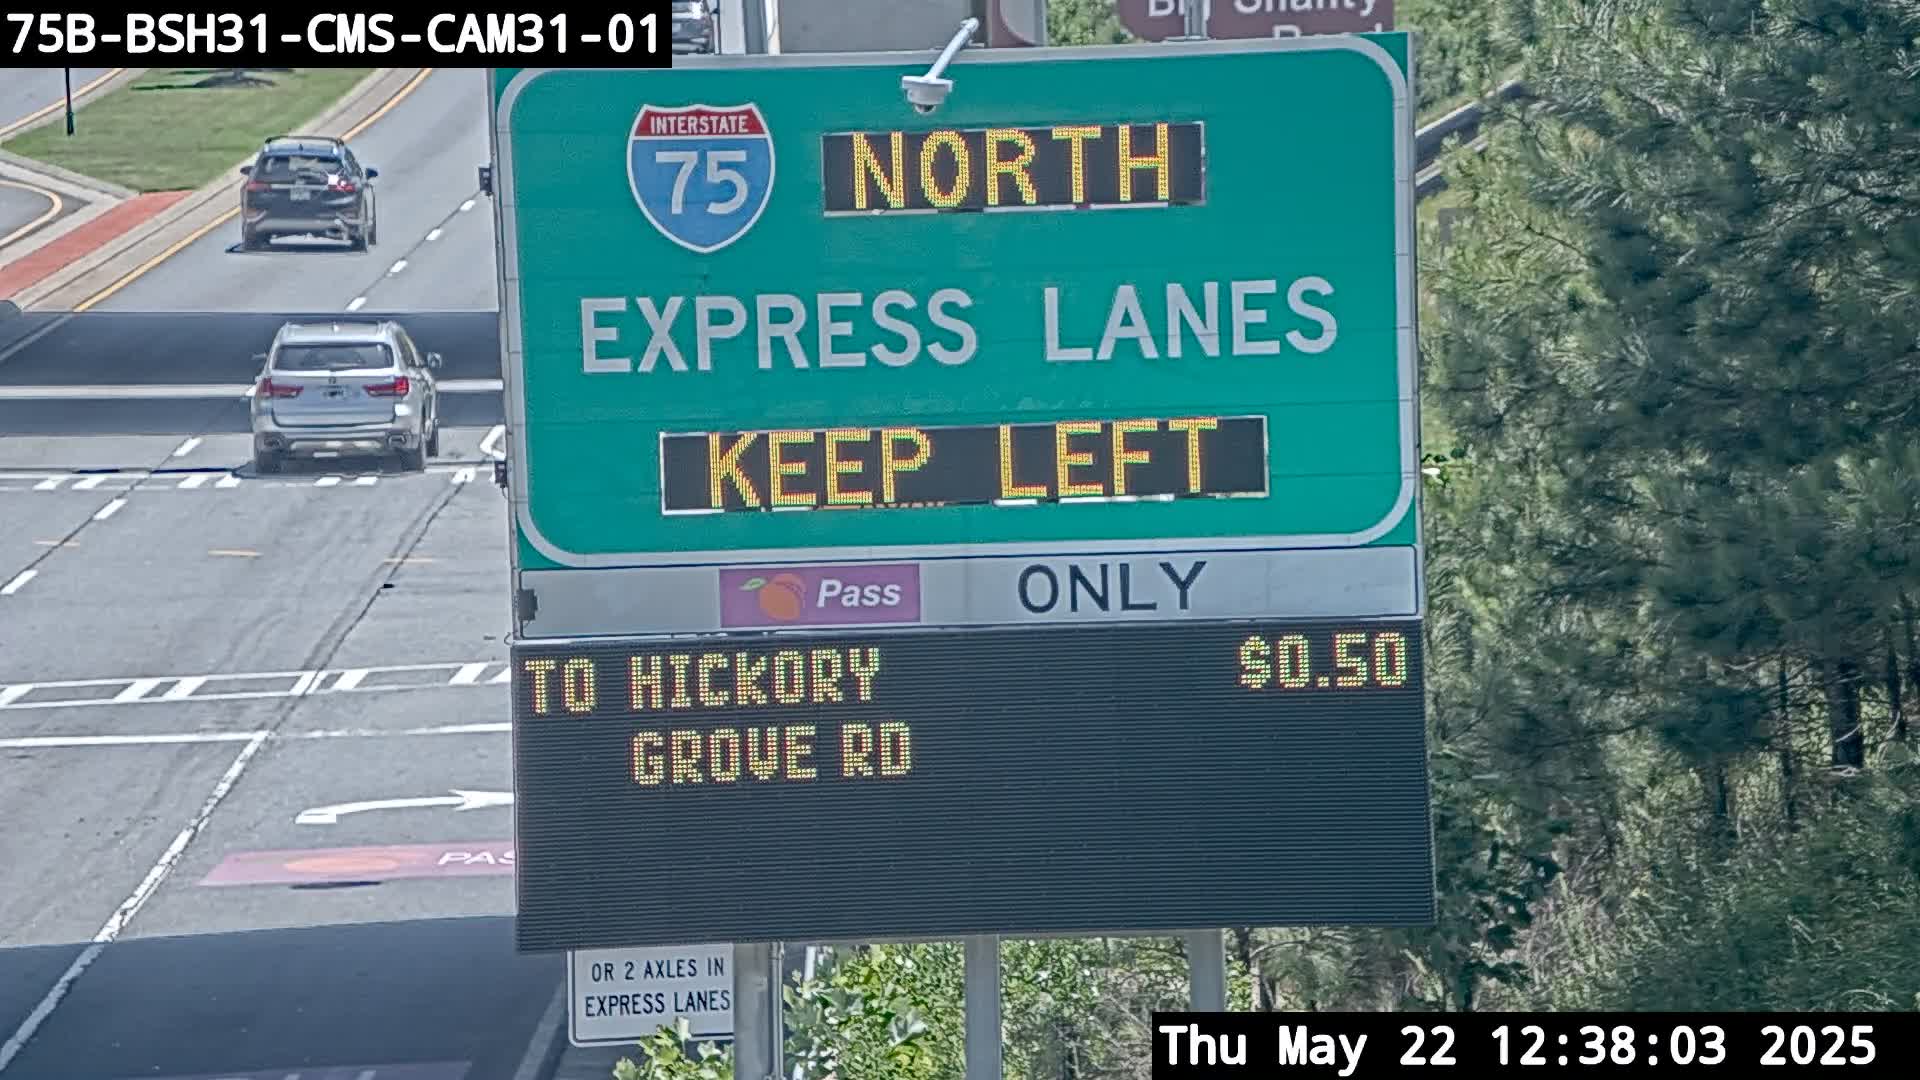 75B-BSH31-CMS-CAM31-01
Shanty
INTERSTATE
75
NORTH
EXPRESS LANES
KEEP LEFT
Pass ONLY
TO HICKORY $0.50
GROVE RD
OR 2 AXLES IN
EXPRESS LANES
Thu May 22 12:38:03 2025